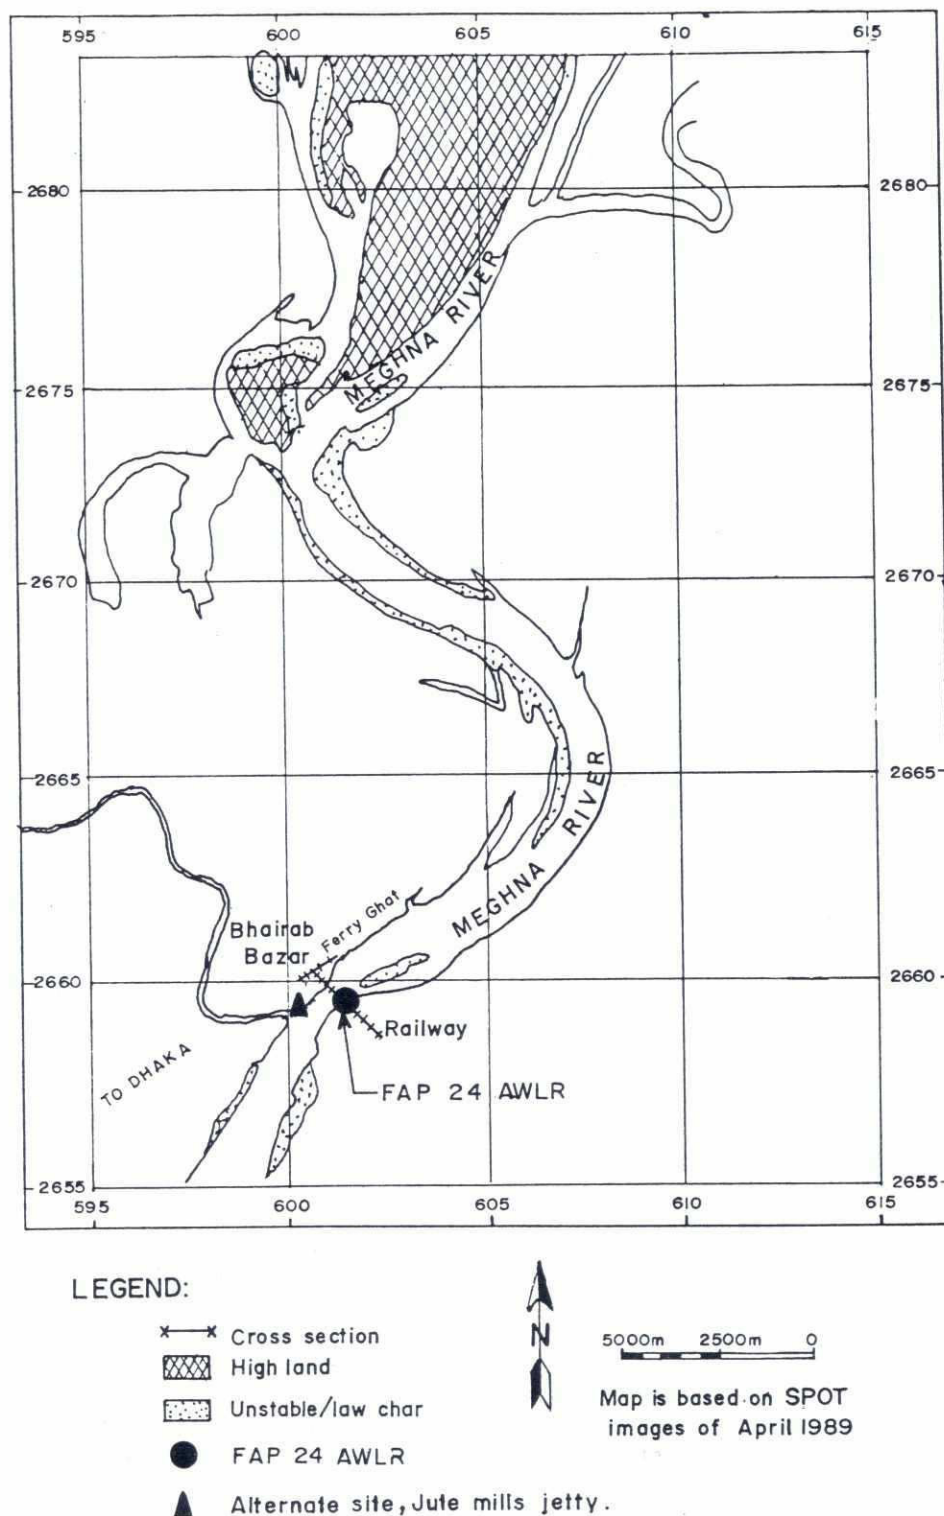 595 600 605 610 615
2680 2680
MEGHNA RIVER
2675 2675
2670 2670
2665 2665
MEGHNA RIVER
Ferry Ghat
Bhairab
Bazar
2660 2660
Railway
TO DHAKA
FAP 24 AWLR
2655 2655
595 600 605 610 615
LEGEND:
Cross section
High land
Unstable/law char
FAP 24 AWLR
Alternate site, Jute mills jetty.
N
5000m 2500m 0
Map is based on SPOT
images of April 1989